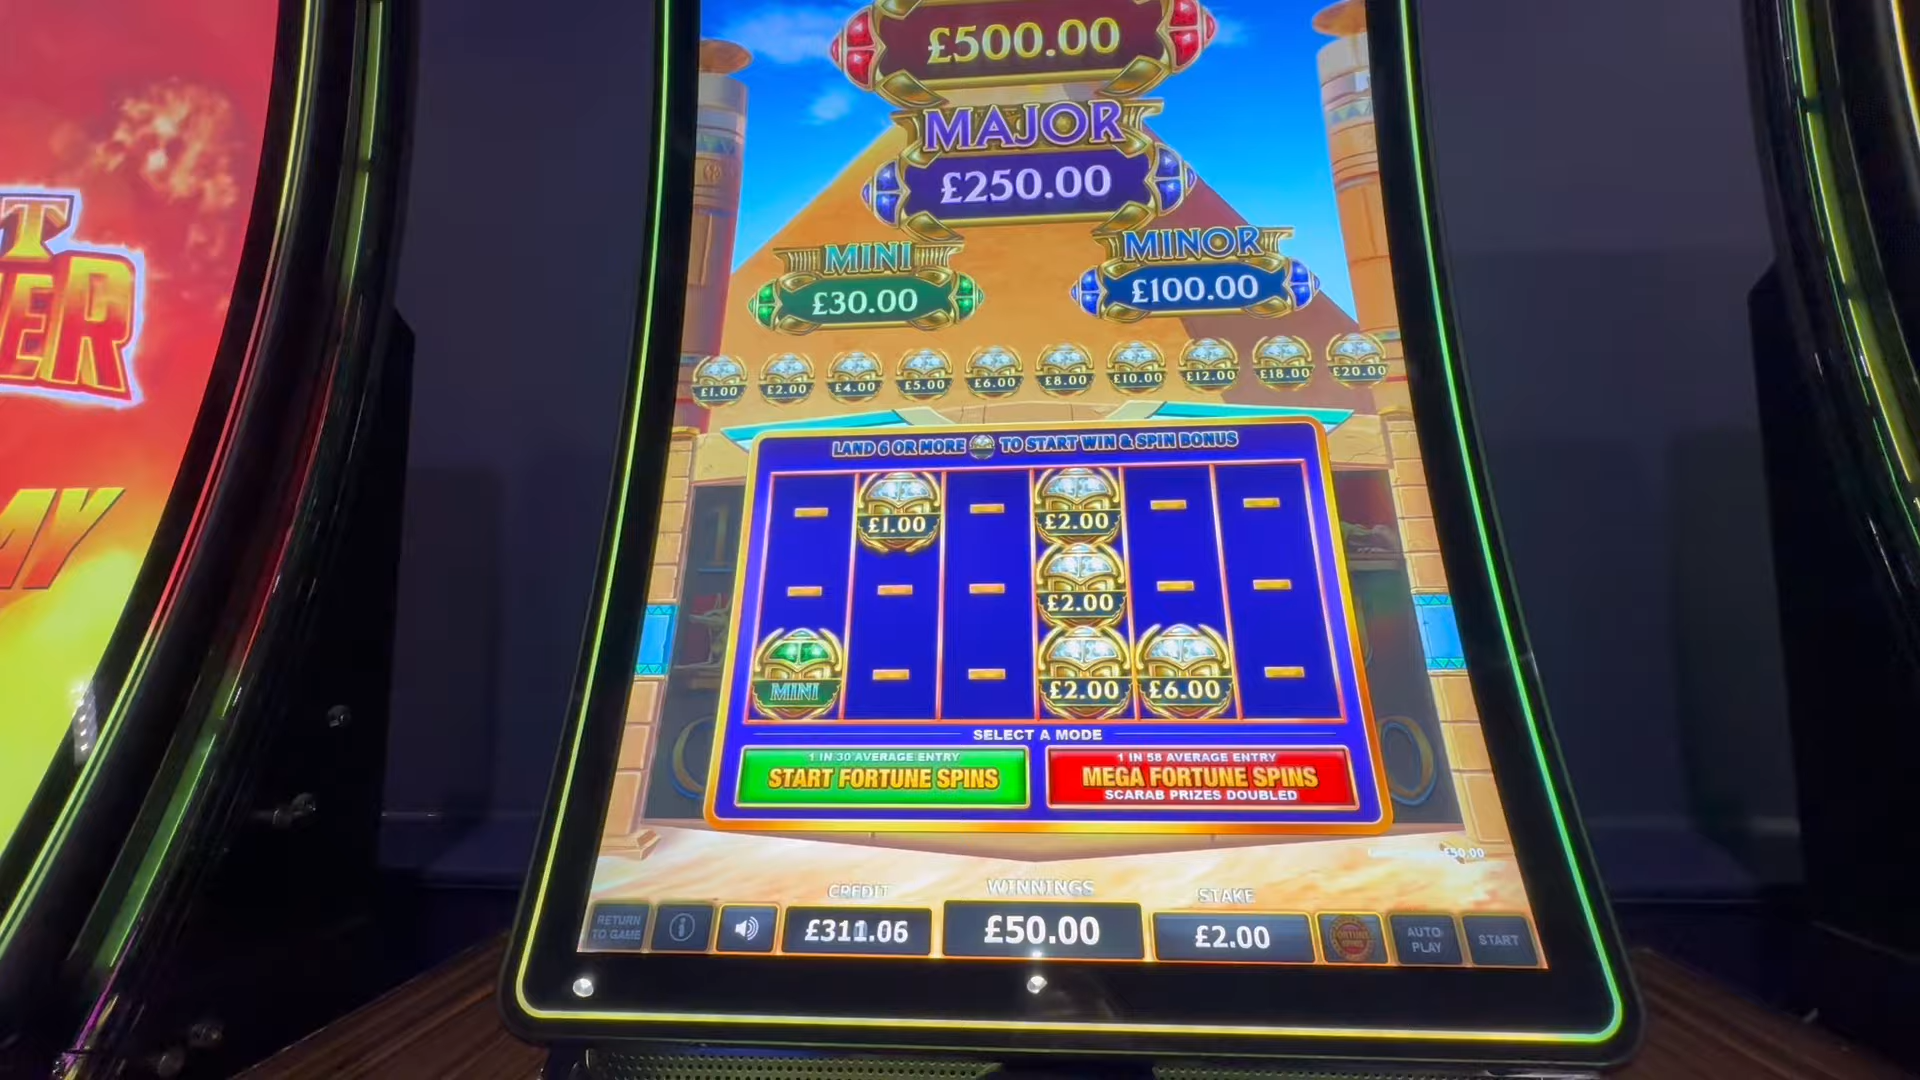 T
ER
AY
£500.00
MAJOR
£250.00
MINI
£30.00
MINOR
£100.00
£1.00 £2.00 £4.00 £5.00 £6.00 £8.00 £10.00 £12.00 £18.00 £20.00
LAND 6 OR MORE TO START WIN & SPIN BONUS
£1.00 £2.00
£2.00
MINI £2.00 £6.00
SELECT A MODE
1 IN 30 AVERAGE ENTRY
START FORTUNE SPINS
1 IN 58 AVERAGE ENTRY
MEGA FORTUNE SPINS
SCARAB PRIZES DOUBLED
£50.00
CREDIT WINNINGS STAKE
RETURN
TO GAME
£311.06
£50.00
£2.00
FORTUNE
SPINS
AUTO
PLAY
START